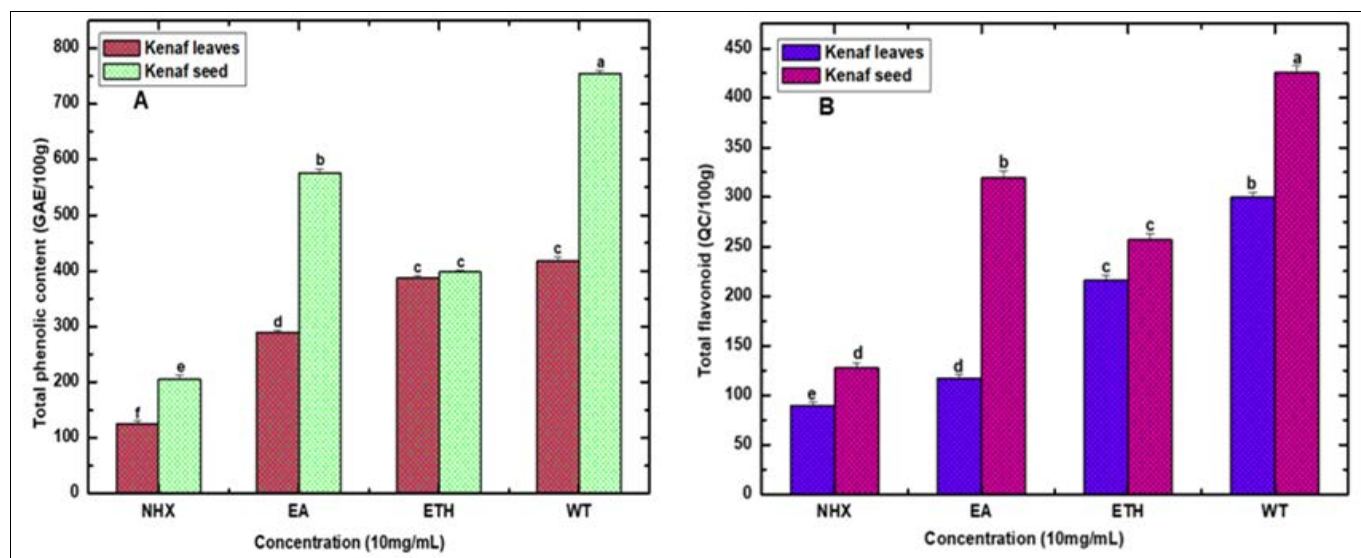 Kenaf leaves
Kenaf seed
A
Total phenolic content (GAE/100g)
800
700
600
500
400
300
200
100
0
f
e
d
b
c
c
c
a
NHX
EA
ETH
WT
Concentration (10mg/mL)
Kenaf leaves
Kenaf seed
B
Total flavonoid (QC/100g)
450
425
400
350
300
250
200
150
100
50
0
e
d
d
b
c
c
b
a
NHX
EA
ETH
WT
Concentration (10mg/mL)